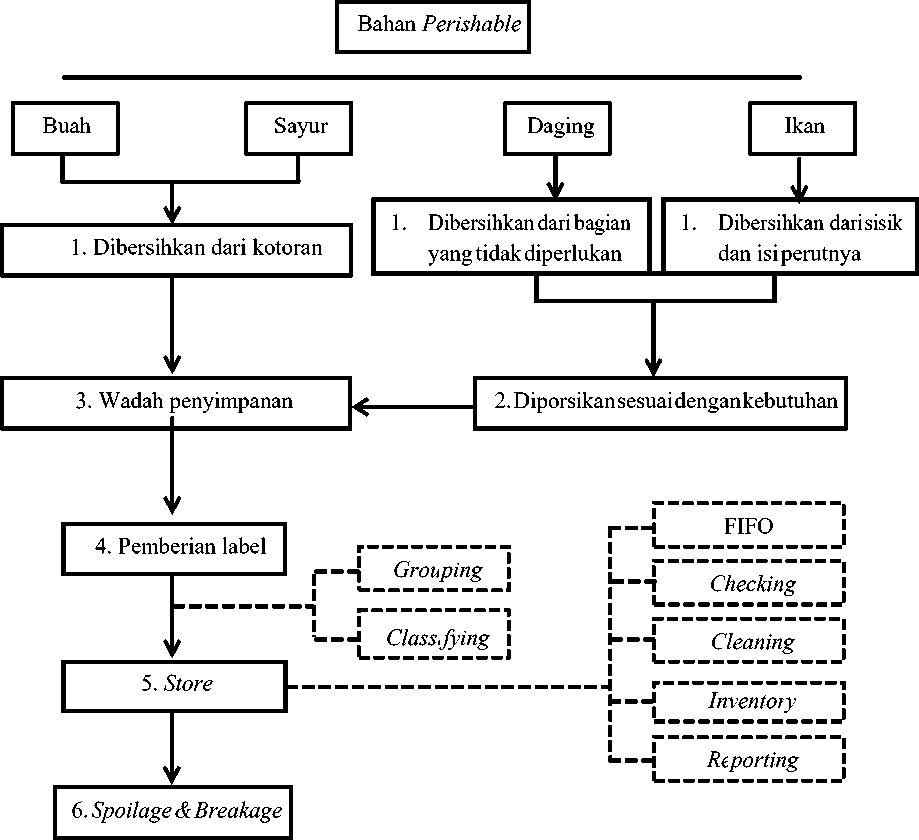 Bahan Perishable
Buah
Sayur
Daging
Ikan
1. Dibersihkan dari kotoran
1. Dibersihkan dari bagian
yang tidak diperlukan
1. Dibersihkan dari sisik
dan isi perutnya
3. Wadah penyimpanan
2. Diporsikan sesuai dengan kebutuhan
4. Pemberian label
Grouping
Classifying
FIFO
Checking
Cleaning
Inventory
Reporting
5. Store
6. Spoilage & Breakage